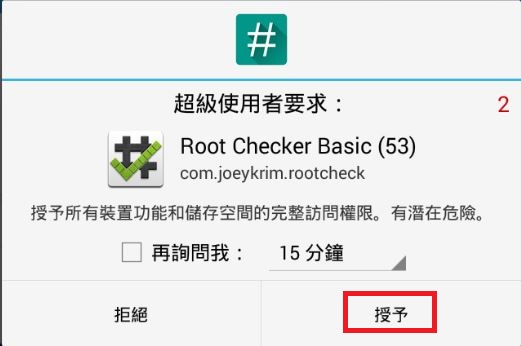 #
超級使用者要求：
2
Root Checker Basic (53)
com.joeykrim.rootcheck
授予所有裝置功能和儲存空間的完整訪問權限。有潛在危險。
再詢問我：
15 分鐘
拒絕
授予